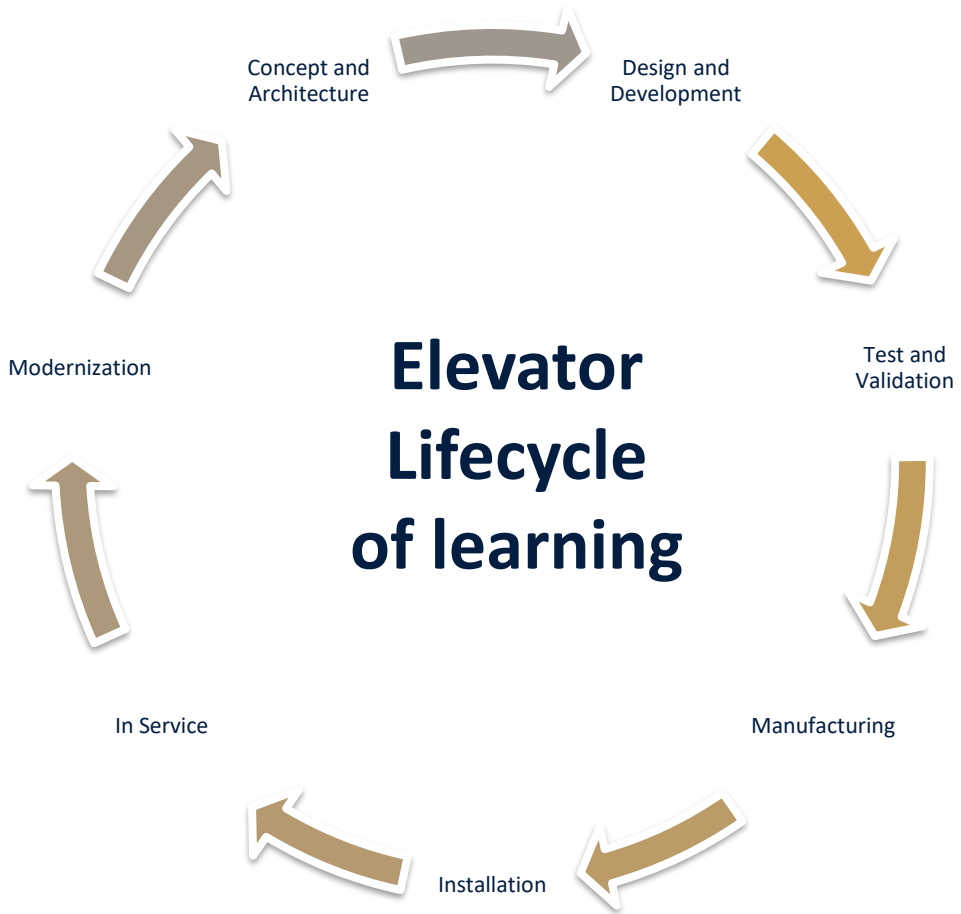 Concept and
Architecture
Design and
Development
Test and
Validation
Manufacturing
Installation
In Service
Modernization
Elevator
Lifecycle
of learning